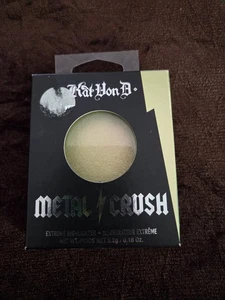 Kat Von D
METAL CRUSH
EXTREME HIGHLIGHTER • ILLUMINATEUR EXTRÊME